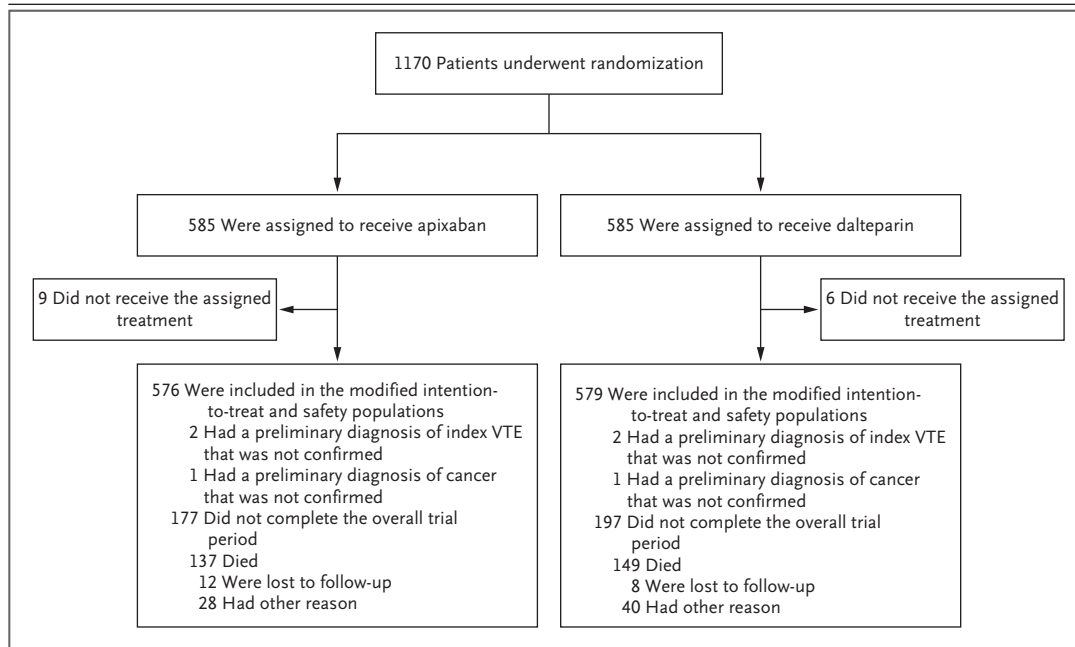 1170 Patients underwent randomization
585 Were assigned to receive apixaban
585 Were assigned to receive dalteparin
9 Did not receive the assigned
treatment
6 Did not receive the assigned
treatment
576 Were included in the modified intention-
to-treat and safety populations
2 Had a preliminary diagnosis of index VTE
that was not confirmed
1 Had a preliminary diagnosis of cancer
that was not confirmed
177 Did not complete the overall trial
period
137 Died
12 Were lost to follow-up
28 Had other reason
579 Were included in the modified intention-
to-treat and safety populations
2 Had a preliminary diagnosis of index VTE
that was not confirmed
1 Had a preliminary diagnosis of cancer
that was not confirmed
197 Did not complete the overall trial
period
149 Died
8 Were lost to follow-up
40 Had other reason